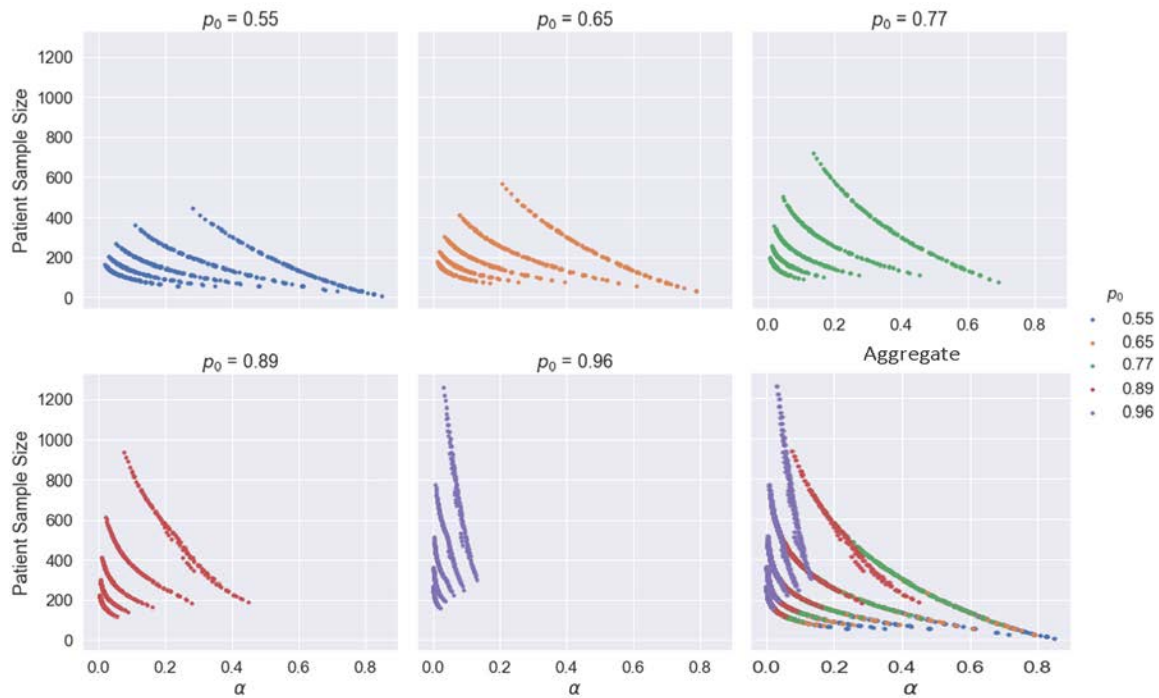 p₀ = 0.55
p₀ = 0.65
p₀ = 0.77
Patient Sample Size
1200
1000
800
600
400
200
0
0.0 0.2 0.4 0.6 0.8
p₀
0.55
0.65
0.77
0.89
0.96
p₀ = 0.89
p₀ = 0.96
Aggregate
Patient Sample Size
1200
1000
800
600
400
200
0
0.0 0.2 0.4 0.6 0.8
α
0.0 0.2 0.4 0.6 0.8
α
0.0 0.2 0.4 0.6 0.8
α